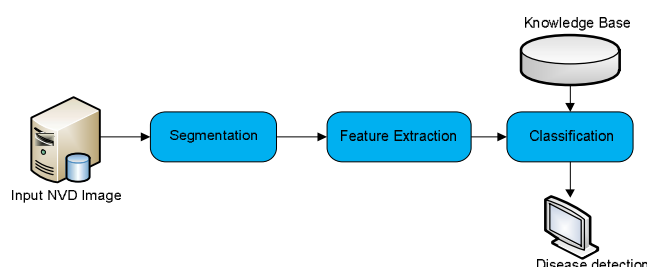 Knowledge Base
Segmentation
Feature Extraction
Classification
Input NVD Image
Disease detection